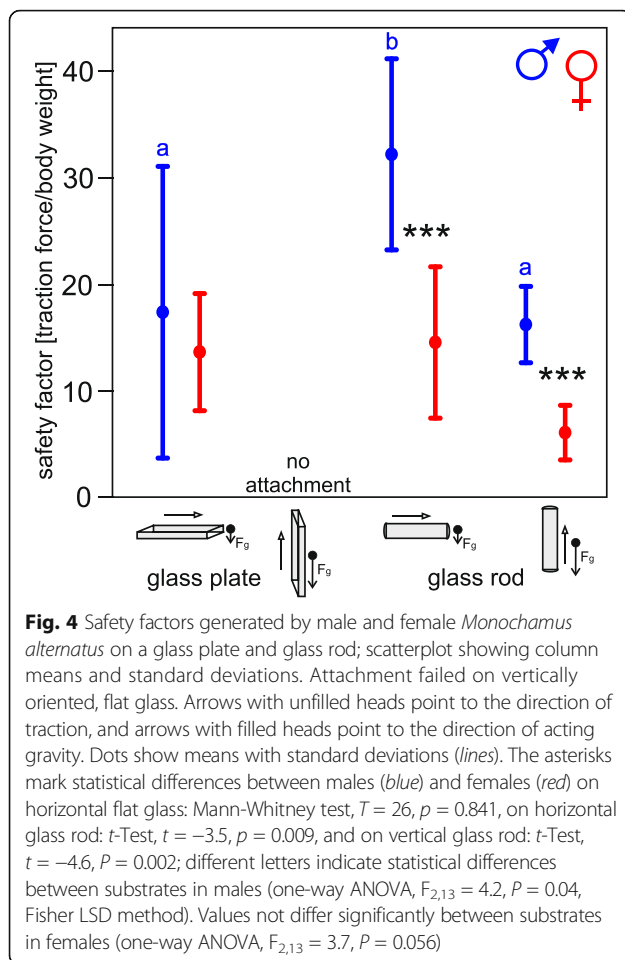 safety factor [traction force/body weight]
40
30
20
10
0
a
b
***
a
***
no
attachment
Fg
Fg
Fg
Fg
glass plate
glass rod
Fig. 4 Safety factors generated by male and female Monochamus
alternatus on a glass plate and glass rod; scatterplot showing column
means and standard deviations. Attachment failed on vertically
oriented, flat glass. Arrows with unfilled heads point to the direction of
traction, and arrows with filled heads point to the direction of acting
gravity. Dots show means with standard deviations (lines). The asterisks
mark statistical differences between males (blue) and females (red) on
horizontal flat glass: Mann-Whitney test, T = 26, p = 0.841, on horizontal
glass rod: t-Test, t = −3.5, p = 0.009, and on vertical glass rod: t-Test,
t = −4.6, P = 0.002; different letters indicate statistical differences
between substrates in males (one-way ANOVA, F2,13 = 4.2, P = 0.04,
Fisher LSD method). Values not differ significantly between substrates
in females (one-way ANOVA, F2,13 = 3.7, P = 0.056)